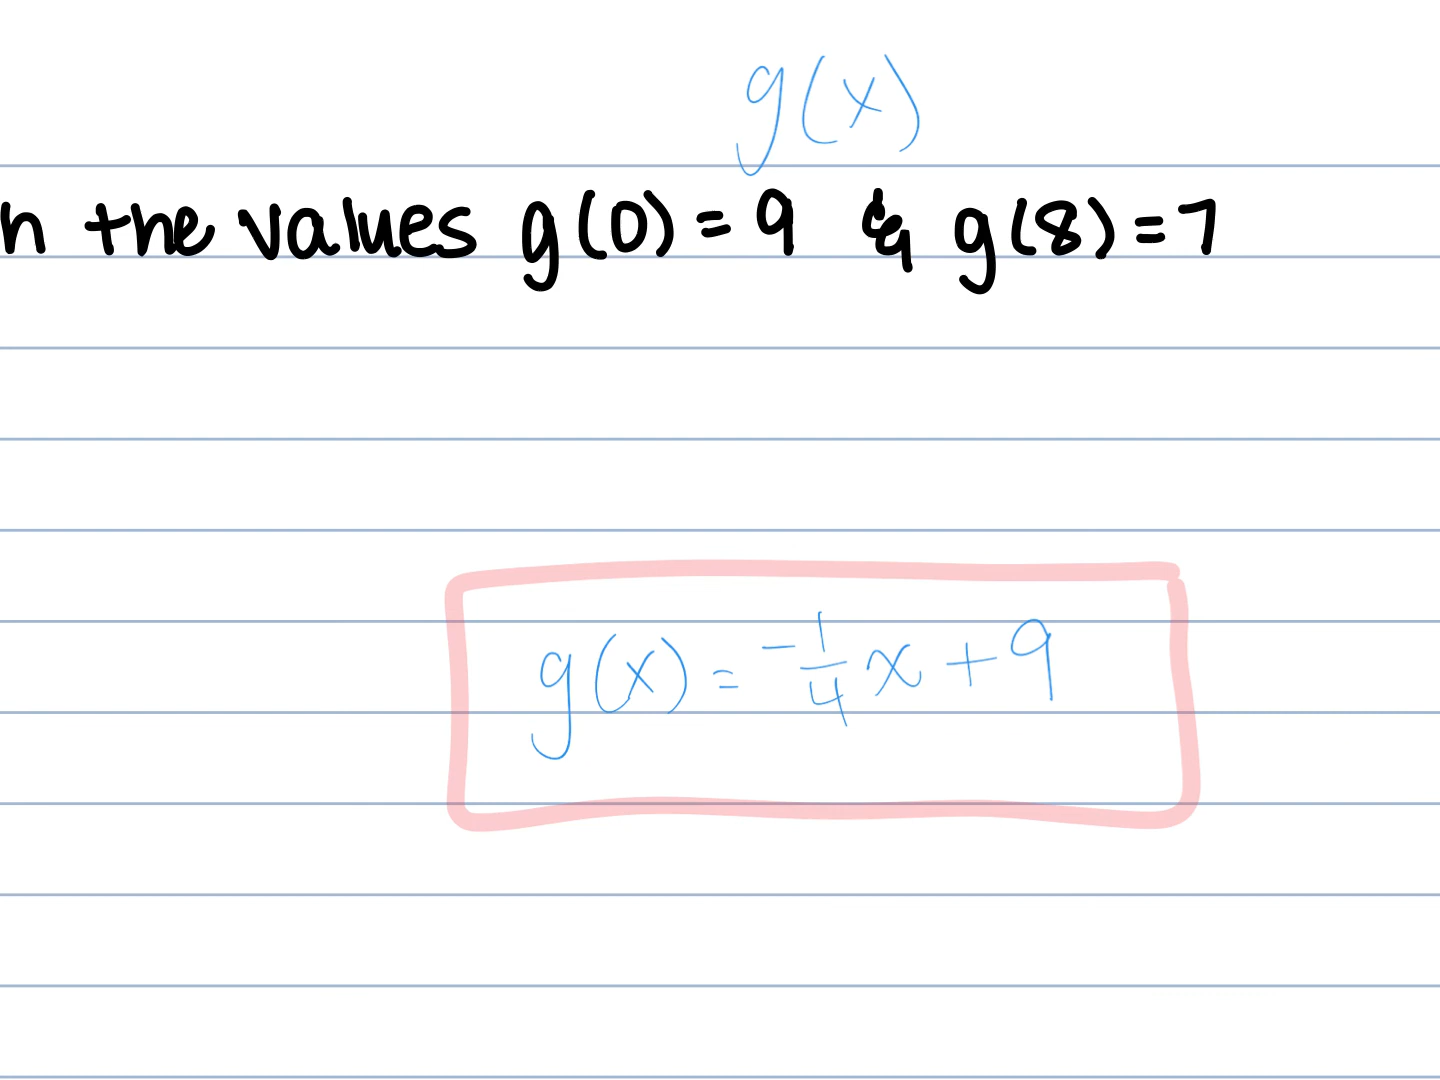 g(x)
n the values g(0) = 9 & g(8) = 7
g(x) = -1/4 x + 9